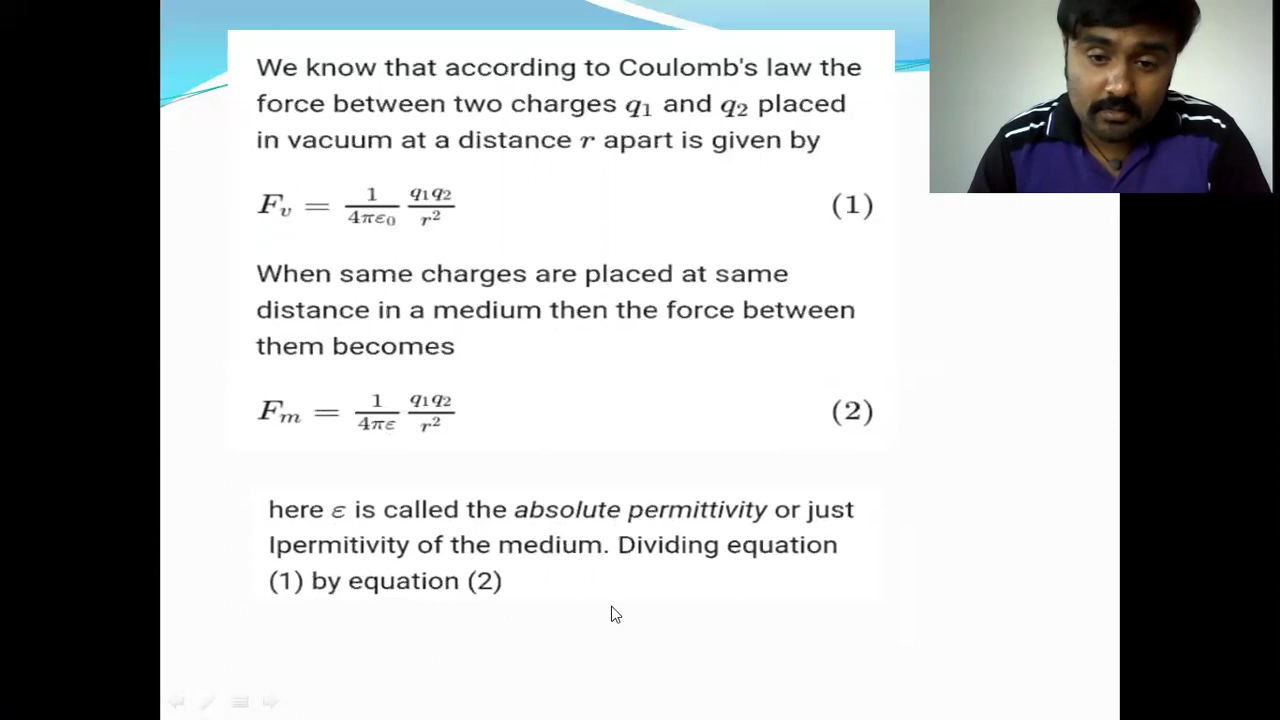 We know that according to Coulomb's law the
force between two charges q₁ and q₂ placed
in vacuum at a distance r apart is given by
Fᵥ = 1/(4πε₀) q₁q₂/r² (1)
When same charges are placed at same
distance in a medium then the force between
them becomes
Fₘ = 1/(4πε) q₁q₂/r² (2)
here ε is called the absolute permittivity or just
lpermitivity of the medium. Dividing equation
(1) by equation (2)